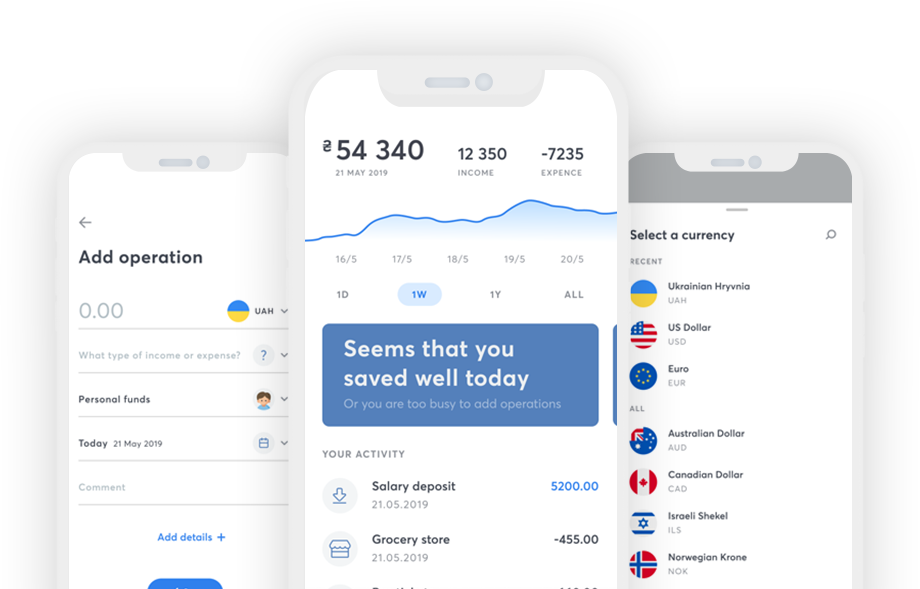 Add operation
0.00
UAH
What type of income or expense?
?
Personal funds
Today 21 May 2019
Comment
Add details +
₴ 54 340
21 MAY 2019
12 350
INCOME
-7235
EXPENCE
16/5 17/5 18/5 19/5 20/5
1D 1W 1Y ALL
Seems that you
saved well today
Or you are too busy to add operations
YOUR ACTIVITY
Salary deposit 5200.00
21.05.2019
Grocery store -455.00
21.05.2019
Select a currency
RECENT
Ukrainian Hryvnia
UAH
US Dollar
USD
Euro
EUR
ALL
Australian Dollar
AUD
Canadian Dollar
CAD
Israeli Shekel
ILS
Norwegian Krone
NOK